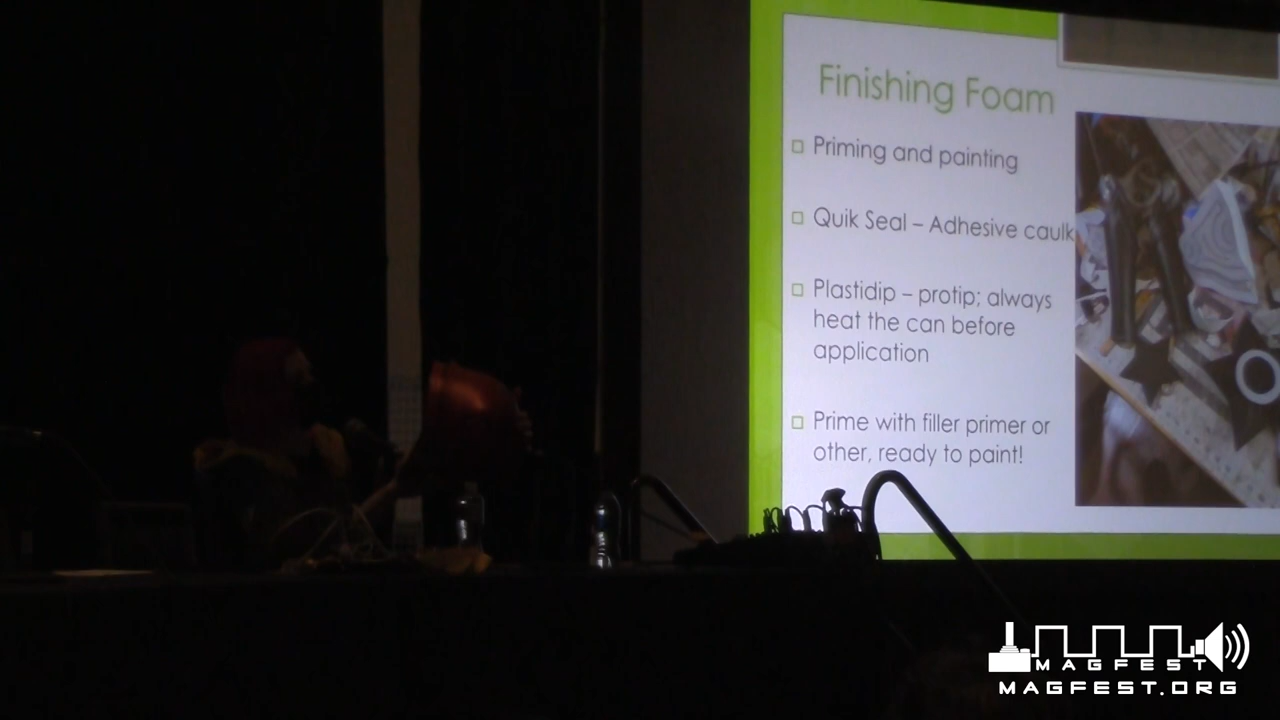 Finishing Foam
Priming and painting
Quik Seal – Adhesive caulk
Plastidip – protip; always
heat the can before
application
Prime with filler primer or
other, ready to paint!
MAGFEST
MAGFEST.ORG